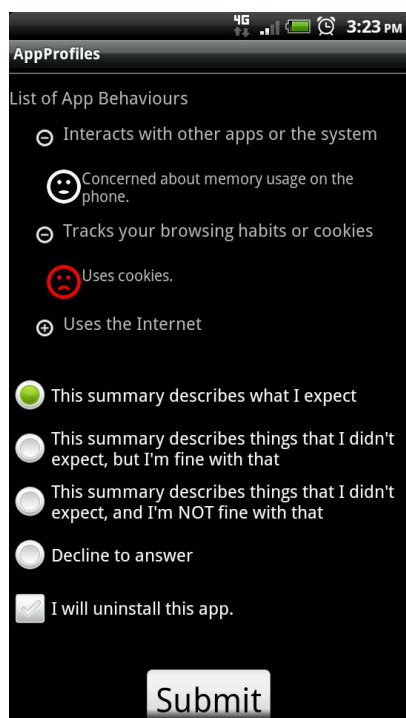 4G 3:23 PM
AppProfiles
List of App Behaviours
Interacts with other apps or the system
Concerned about memory usage on the
phone.
Tracks your browsing habits or cookies
Uses cookies.
Uses the Internet
This summary describes what I expect
This summary describes things that I didn't
expect, but I'm fine with that
This summary describes things that I didn't
expect, and I'm NOT fine with that
Decline to answer
I will uninstall this app.
Submit